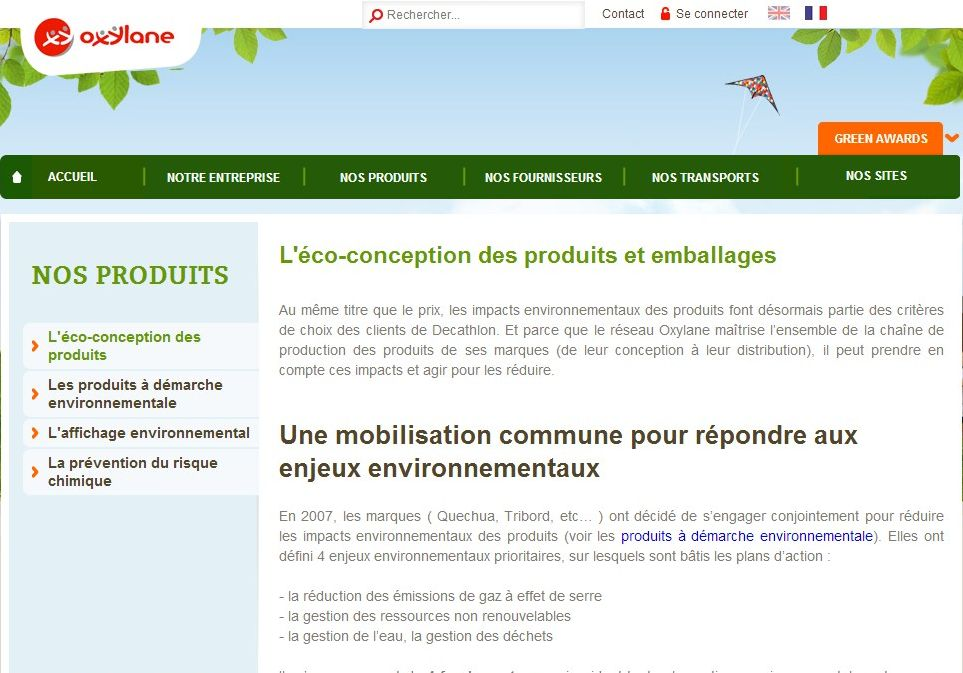 Rechercher...
Contact
Se connecter
oxylane
GREEN AWARDS
ACCUEIL
NOTRE ENTREPRISE
NOS PRODUITS
NOS FOURNISSEURS
NOS TRANSPORTS
NOS SITES
NOS PRODUITS
L'éco-conception des
produits
Les produits à démarche
environnementale
L'affichage environnemental
La prévention du risque
chimique
L'éco-conception des produits et emballages
Au même titre que le prix, les impacts environnementaux des produits font désormais partie des critères
de choix des clients de Decathlon. Et parce que le réseau Oxylane maîtrise l’ensemble de la chaîne de
production des produits de ses marques (de leur conception à leur distribution), il peut prendre en
compte ces impacts et agir pour les réduire.
Une mobilisation commune pour répondre aux
enjeux environnementaux
En 2007, les marques ( Quechua, Tribord, etc… ) ont décidé de s’engager conjointement pour réduire
les impacts environnementaux des produits (voir les produits à démarche environnementale). Elles ont
défini 4 enjeux environnementaux prioritaires, sur lesquels sont bâtis les plans d’action :
- la réduction des émissions de gaz à effet de serre
- la gestion des ressources non renouvelables
- la gestion de l’eau, la gestion des déchets